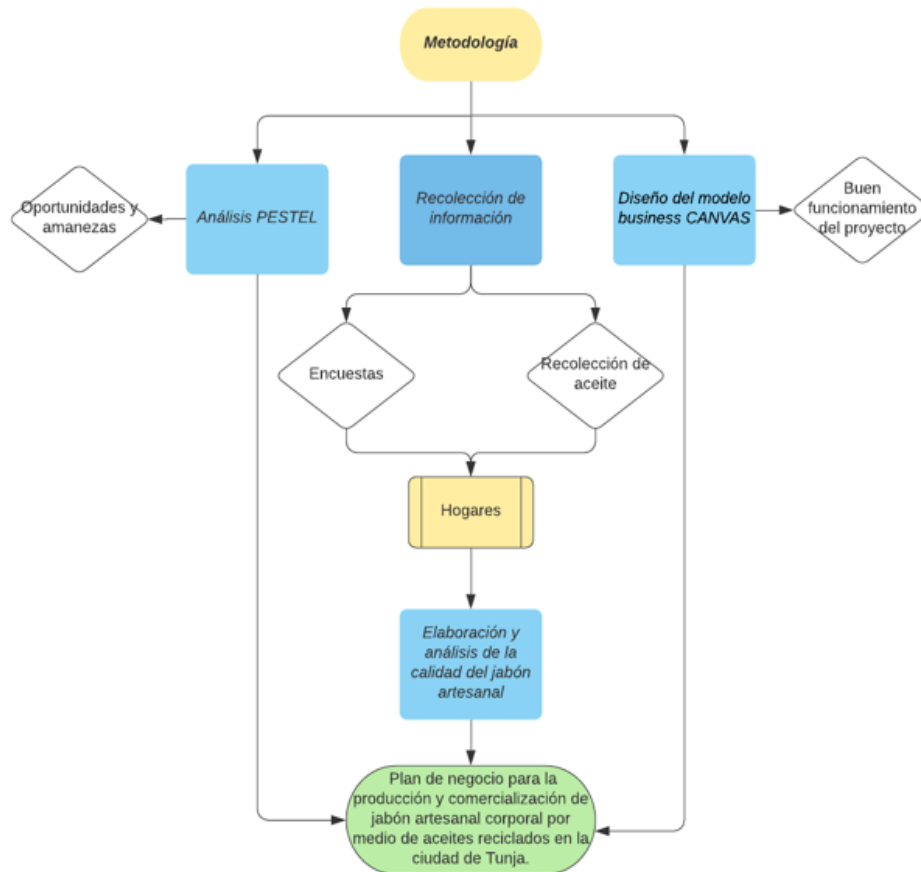 Metodología
Oportunidades y
amanezas
Análisis PESTEL
Recolección de
información
Diseño del modelo
business CANVAS
Buen
funcionamiento
del proyecto
Encuestas
Recolección de
aceite
Hogares
Elaboración y
análisis de la
calidad del jabón
artesanal
Plan de negocio para la
producción y comercialización de
jabón artesanal corporal por
medio de aceites reciclados en la
ciudad de Tunja.